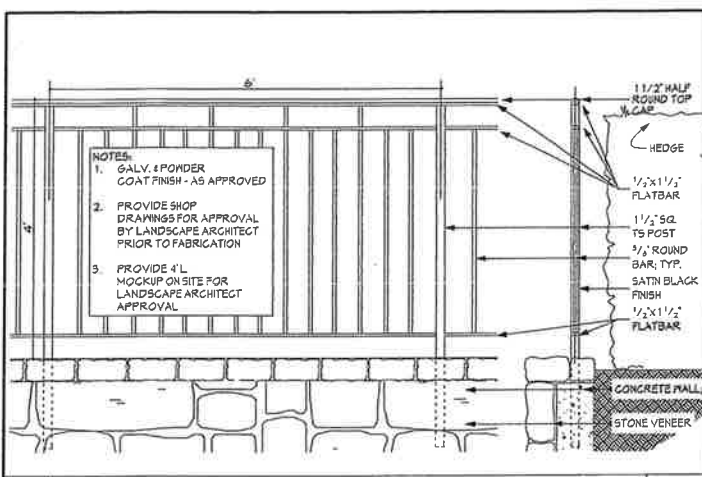 6'
4'
NOTES:
1. GALV. & POWDER
COAT FINISH - AS APPROVED
2. PROVIDE SHOP
DRAWINGS FOR APPROVAL
BY LANDSCAPE ARCHITECT
PRIOR TO FABRICATION
3. PROVIDE 4'L
MOCKUP ON SITE FOR
LANDSCAPE ARCHITECT
APPROVAL
1 1/2" HALF
ROUND TOP
CAP
HEDGE
1/2"x1 1/2"
FLATBAR
1 1/2" SQ.
TS POST
ROUND
BAR; TYP.
SATIN BLACK
FINISH
1/2"x1 1/2"
FLATBAR
CONCRETE WALL
STONE VENEER